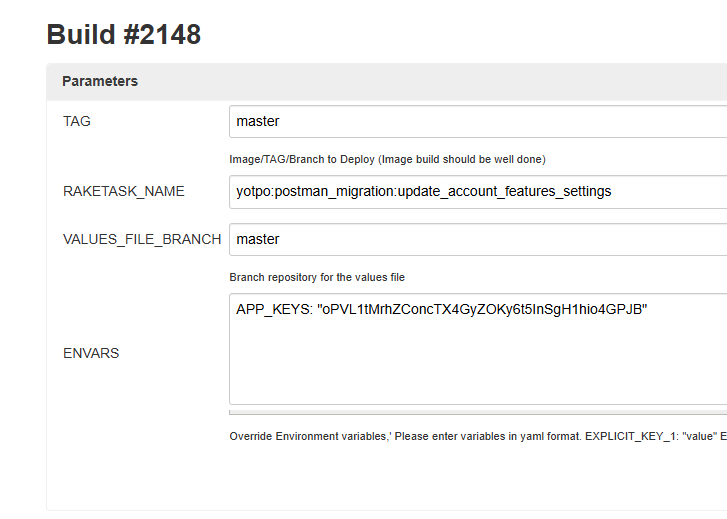 Build #2148
Parameters
TAG
master
Image/TAG/Branch to Deploy (Image build should be well done)
RAKETASK_NAME
yotpo:postman_migration:update_account_features_settings
VALUES_FILE_BRANCH
master
Branch repository for the values file
ENVARS
APP_KEYS: "oPVL1tMrhZConcTX4GyZOKy6t5InSgH1hio4GPJB"
Override Environment variables,' Please enter variables in yaml format. EXPLICIT_KEY_1: "value" E